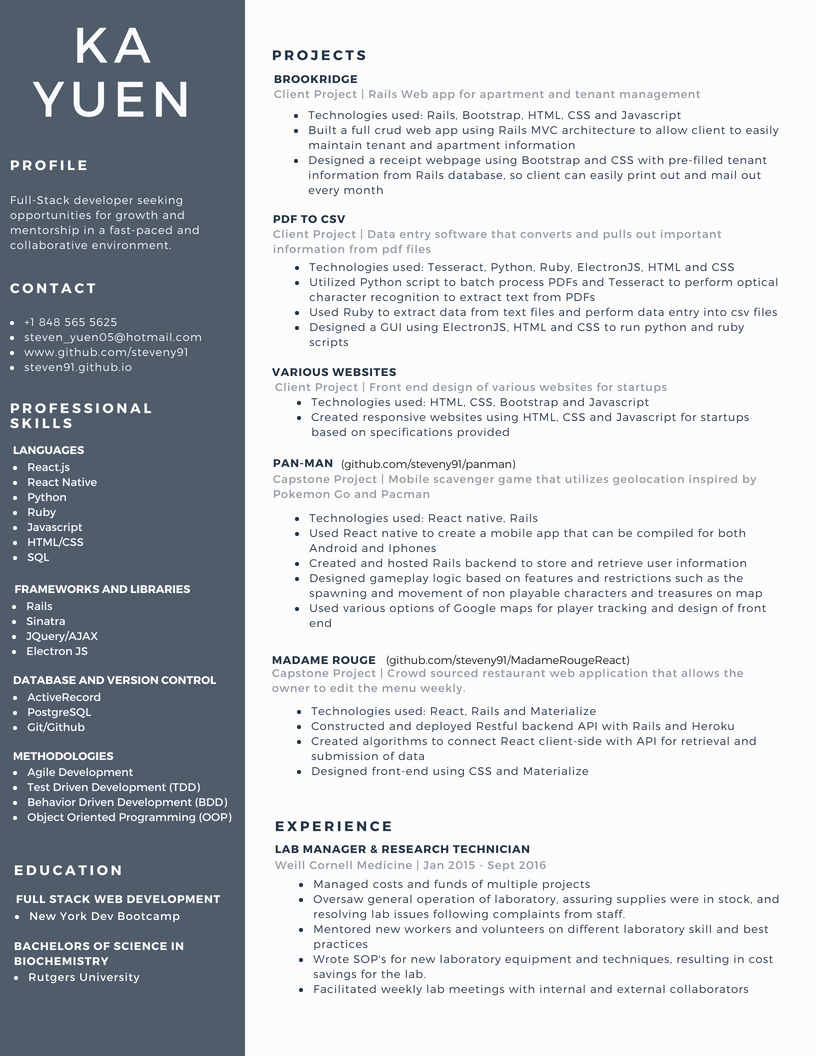 KA
YUEN
PROFILE
Full-Stack developer seeking
opportunities for growth and
mentorship in a fast-paced and
collaborative environment.
CONTACT
+1 848 565 5625
steven_yuen05@hotmail.com
www.github.com/steveny91
steven91.github.io
PROFESSIONAL
SKILLS
LANGUAGES
React.js
React Native
Python
Ruby
Javascript
HTML/CSS
SQL
FRAMEWORKS AND LIBRARIES
Rails
Sinatra
JQuery/AJAX
Electron JS
DATABASE AND VERSION CONTROL
ActiveRecord
PostgreSQL
Git/Github
METHODOLOGIES
Agile Development
Test Driven Development (TDD)
Behavior Driven Development (BDD)
Object Oriented Programming (OOP)
EDUCATION
FULL STACK WEB DEVELOPMENT
New York Dev Bootcamp
BACHELORS OF SCIENCE IN
BIOCHEMISTRY
Rutgers University
PROJECTS
BROOKRIDGE
Client Project | Rails Web app for apartment and tenant management
Technologies used: Rails, Bootstrap, HTML, CSS and Javascript
Built a full crud web app using Rails MVC architecture to allow client to easily
maintain tenant and apartment information
Designed a receipt webpage using Bootstrap and CSS with pre-filled tenant
information from Rails database, so client can easily print out and mail out
every month
PDF TO CSV
Client Project | Data entry software that converts and pulls out important
information from pdf files
Technologies used: Tesseract, Python, Ruby, ElectronJS, HTML and CSS
Utilized Python script to batch process PDFs and Tesseract to perform optical
character recognition to extract text from PDFs
Used Ruby to extract data from text files and perform data entry into csv files
Designed a GUI using ElectronJS, HTML and CSS to run python and ruby
scripts
VARIOUS WEBSITES
Client Project | Front end design of various websites for startups
Technologies used: HTML, CSS, Bootstrap and Javascript
Created responsive websites using HTML, CSS and Javascript for startups
based on specifications provided
PAN-MAN (github.com/steveny91/panman)
Capstone Project | Mobile scavenger game that utilizes geolocation inspired by
Pokemon Go and Pacman
Technologies used: React native, Rails
Used React native to create a mobile app that can be compiled for both
Android and Iphones
Created and hosted Rails backend to store and retrieve user information
Designed gameplay logic based on features and restrictions such as the
spawning and movement of non playable characters and treasures on map
Used various options of Google maps for player tracking and design of front
end
MADAME ROUGE (github.com/steveny91/MadameRougeReact)
Capstone Project | Crowd sourced restaurant web application that allows the
owner to edit the menu weekly.
Technologies used: React, Rails and Materialize
Constructed and deployed Restful backend API with Rails and Heroku
Created algorithms to connect React client-side with API for retrieval and
submission of data
Designed front-end using CSS and Materialize
EXPERIENCE
LAB MANAGER & RESEARCH TECHNICIAN
Weill Cornell Medicine | Jan 2015 - Sept 2016
Managed costs and funds of multiple projects
Oversaw general operation of laboratory, assuring supplies were in stock, and
resolving lab issues following complaints from staff.
Mentored new workers and volunteers on different laboratory skill and best
practices
Wrote SOP's for new laboratory equipment and techniques, resulting in cost
savings for the lab.
Facilitated weekly lab meetings with internal and external collaborators